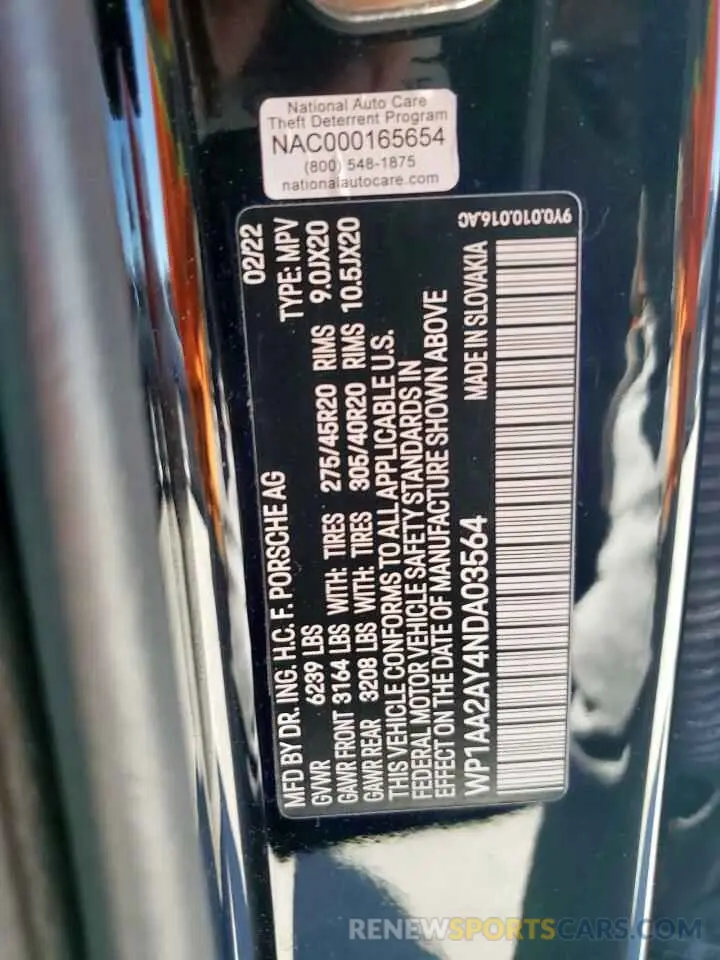 National Auto Care
Theft Deterrent Program
NAC000165654
(800) 548-1875
nationalautocare.com
9Y0.010.016.AC
MFD BY DR. ING. H.C. F. PORSCHE AG 02/22
GVWR 6239 LBS TYPE: MPV
GAWR FRONT 3164 LBS WITH: TIRES 275/45R20 RIMS 9.0JX20
GAWR REAR 3208 LBS WITH: TIRES 305/40R20 RIMS 10.5JX20
THIS VEHICLE CONFORMS TO ALL APPLICABLE U.S.
FEDERAL MOTOR VEHICLE SAFETY STANDARDS IN
EFFECT ON THE DATE OF MANUFACTURE SHOWN ABOVE
WP1AA2AY4NDA03564 MADE IN SLOVAKIA
RENEWSPORTSCARS.COM